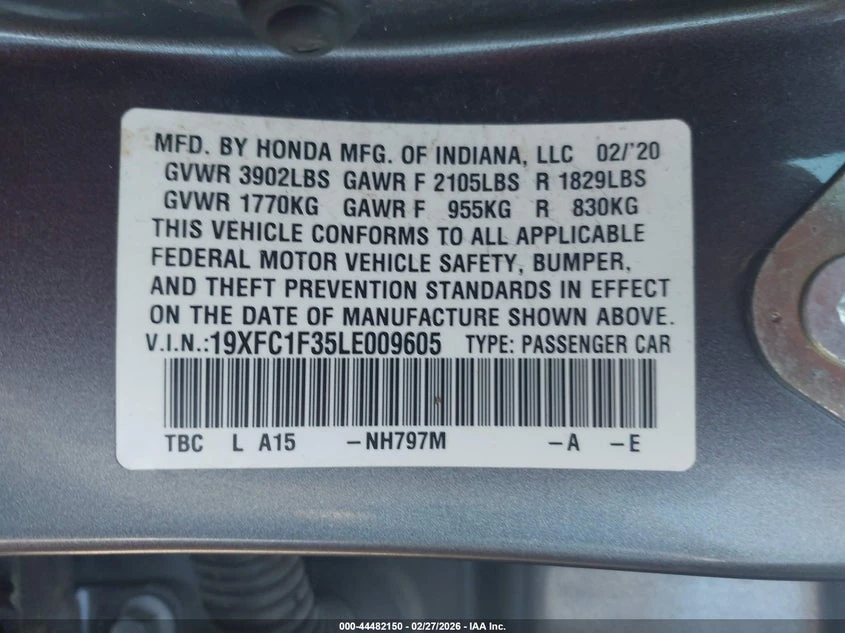 MFD. BY HONDA MFG. OF INDIANA, LLC 02/'20
GVWR 3902LBS GAWR F 2105LBS R 1829LBS
GVWR 1770KG GAWR F 955KG R 830KG
THIS VEHICLE CONFORMS TO ALL APPLICABLE
FEDERAL MOTOR VEHICLE SAFETY, BUMPER,
AND THEFT PREVENTION STANDARDS IN EFFECT
ON THE DATE OF MANUFACTURE SHOWN ABOVE.
V.I.N.:19XFC1F35LE009605 TYPE: PASSENGER CAR
TBC L A15 -NH797M -A -E
000-44482150 - 02/27/2026 - IAA Inc.